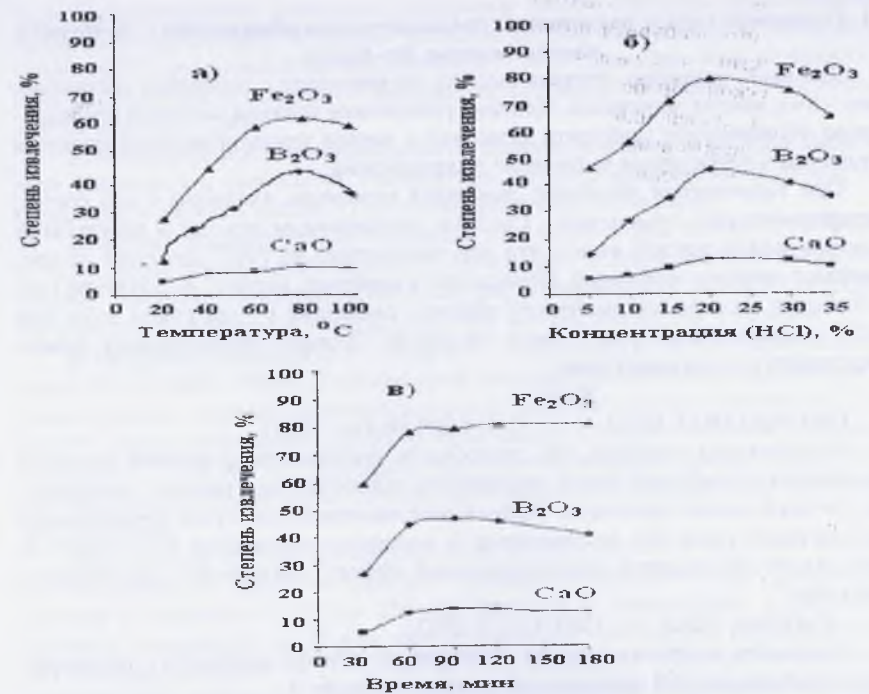 а)
Степень извлечения, %
100
90
80
70
60
50
40
30
20
10
0
Fe₂O₃
B₂O₃
CaO
0 20 40 60 80 100
Температура, °С
б)
Степень извлечения, %
100
90
80
70
60
50
40
30
20
10
0
Fe₂O₃
B₂O₃
CaO
0 5 10 15 20 25 30 35
Концентрация (HCl), %
в)
Степень извлечения, %
100
90
80
70
60
50
40
30
20
10
0
Fe₂O₃
B₂O₃
CaO
0 30 60 90 120 150 180
Время, мин